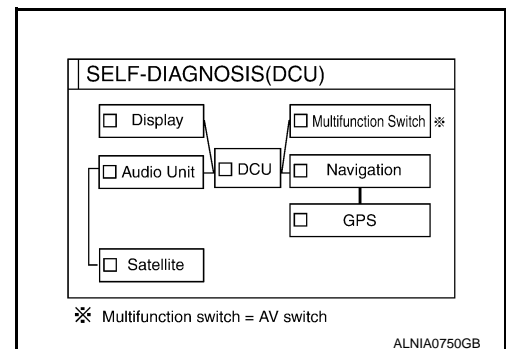 SELF-DIAGNOSIS(DCU)
Display
Multifunction Switch ※
Audio Unit
DCU
Navigation
GPS
Satellite
※ Multifunction switch = AV switch
ALNIA0750GB